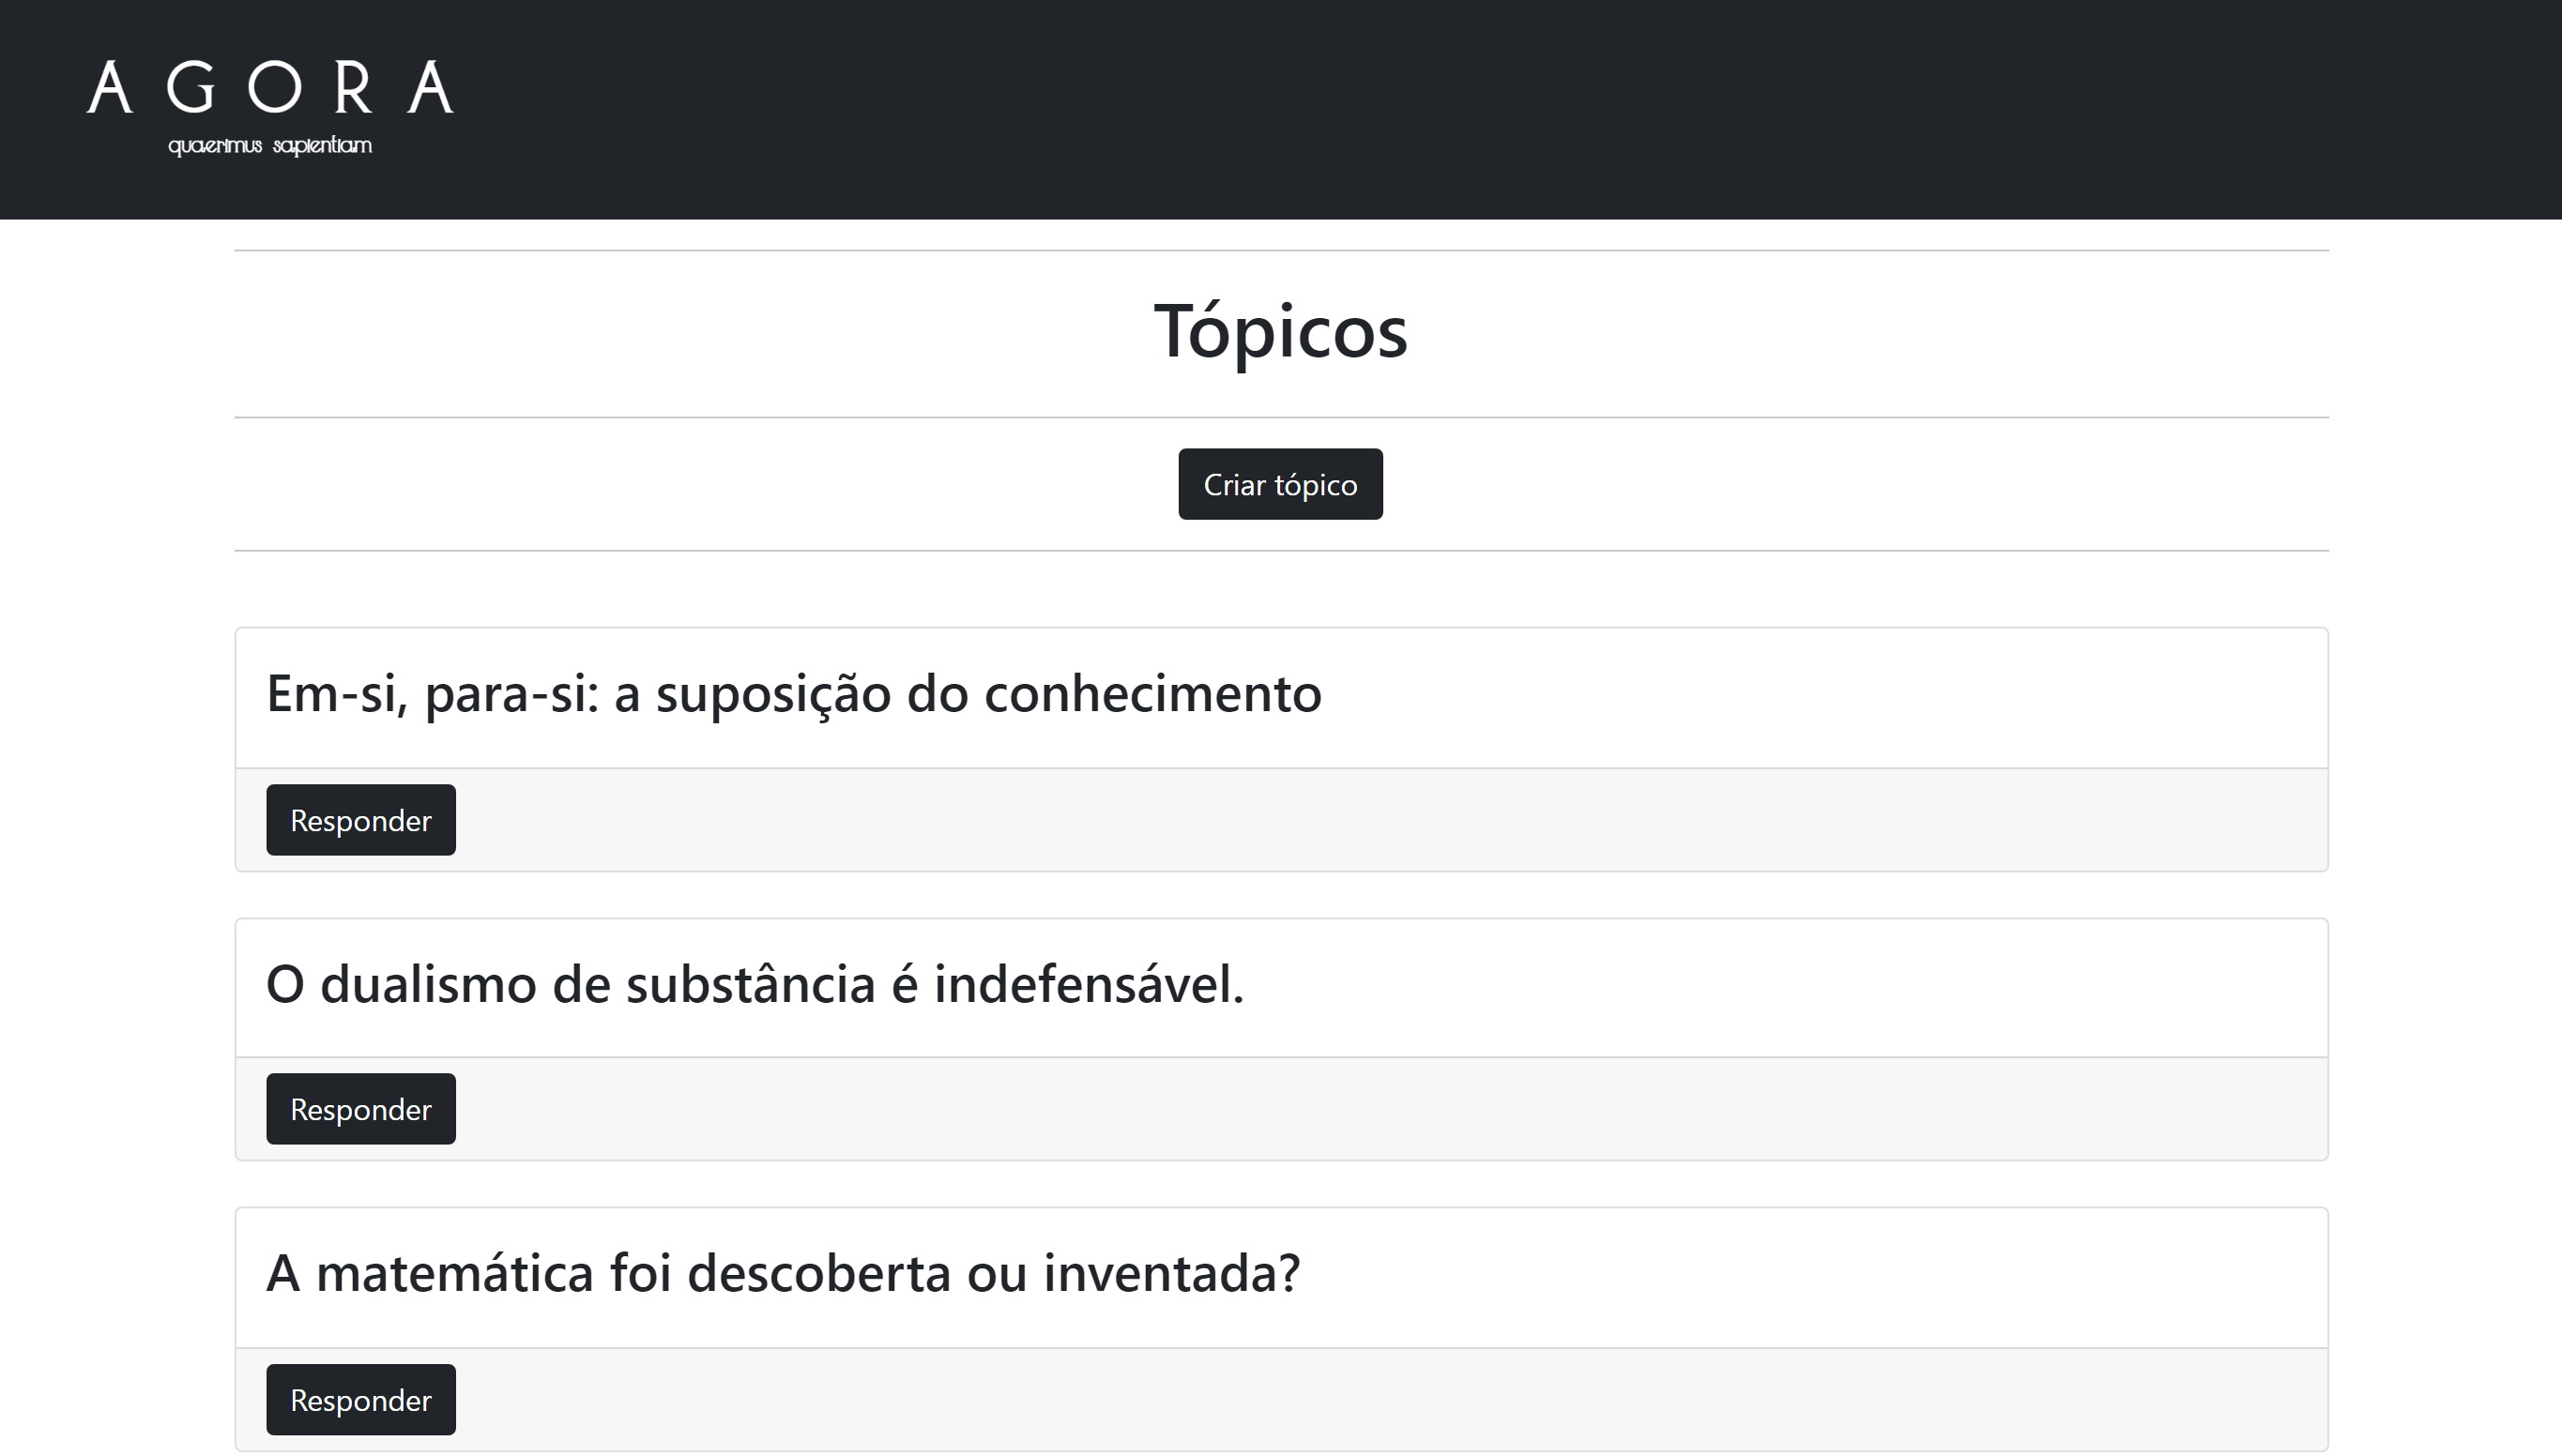 A G O R A
quaerimus sapientiam
Tópicos
Criar tópico
Em-si, para-si: a suposição do conhecimento
Responder
O dualismo de substância é indefensável.
Responder
A matemática foi descoberta ou inventada?
Responder